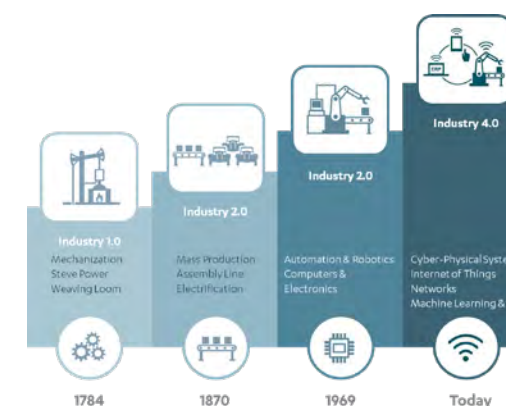 ERP
Industry 4.0
Industry 2.0
Industry 2.0
Industry 1.0
Mechanization
Steve Power
Weaving Loom
Mass Production
Assembly Line
Electrification
Automation & Robotics
Computers &
Electronics
Cyber-Physical Syste
Internet of Things
Networks
Machine Learning &
1784
1870
1969
Today